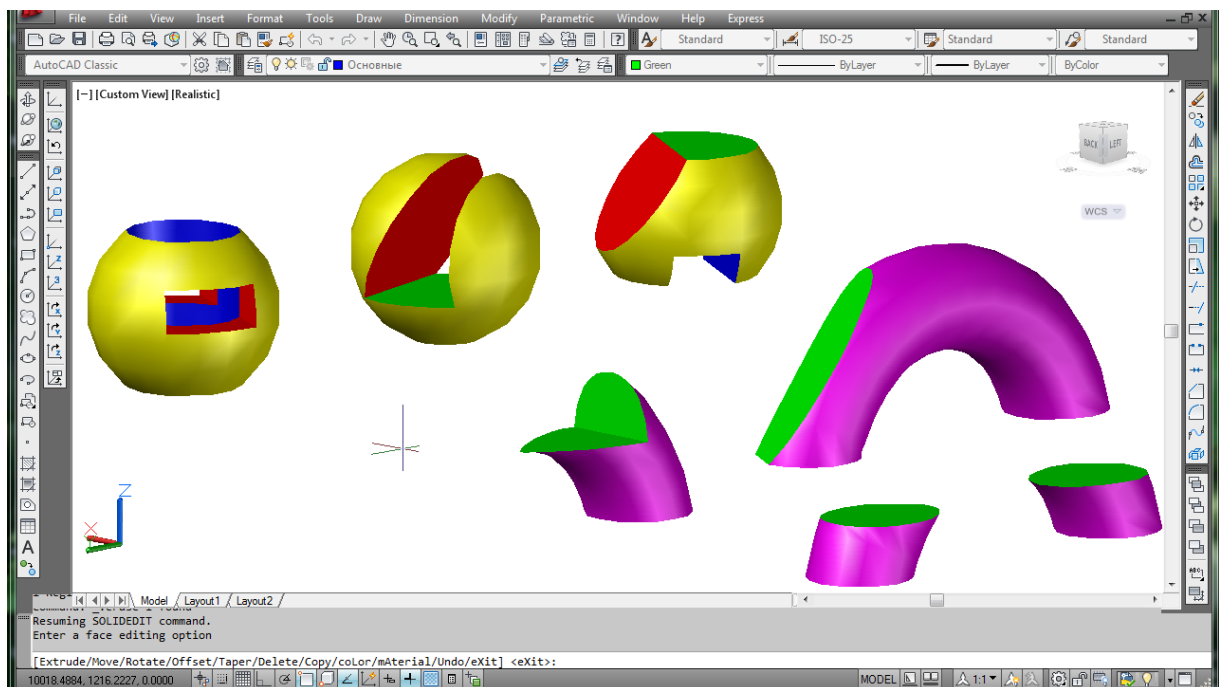 File Edit View Insert Format Tools Draw Dimension Modify Parametric Window Help Express
Standard ISO-25 Standard Standard
AutoCAD Classic Основные Green ByLayer ByLayer ByColor
[−] [Custom View] [Realistic]
BACK LEFT
WCS
Z
X
Model Layout1 Layout2
Resuming SOLIDEDIT command.
Enter a face editing option
[Extrude/Move/Rotate/Offset/Taper/Delete/Copy/coLor/mAterial/Undo/eXit] <eXit>:
10018.4884, 1216.2227, 0.0000 MODEL 1:1